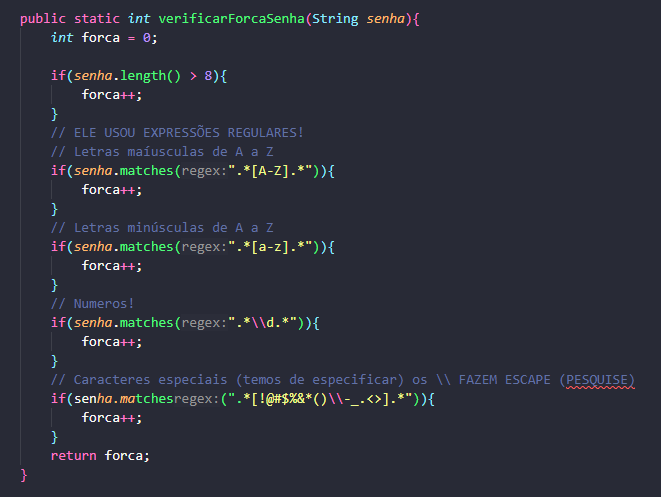 public static int verificarForcaSenha(String senha){
int forca = 0;
if(senha.length() > 8){
forca++;
}
// ELE USOU EXPRESSÕES REGULARES!
// Letras maíusculas de A a Z
if(senha.matches(regex:".*[A-Z].*")){
forca++;
}
// Letras minúsculas de A a Z
if(senha.matches(regex:".*[a-z].*")){
forca++;
}
// Numeros!
if(senha.matches(regex:".*\\d.*")){
forca++;
}
// Caracteres especiais (temos de especificar) os \\ FAZEM ESCAPE (PESQUISE)
if(senha.matchesregex:(".*[!@#$%&*()\\-_.<>].*")){
forca++;
}
return forca;
}